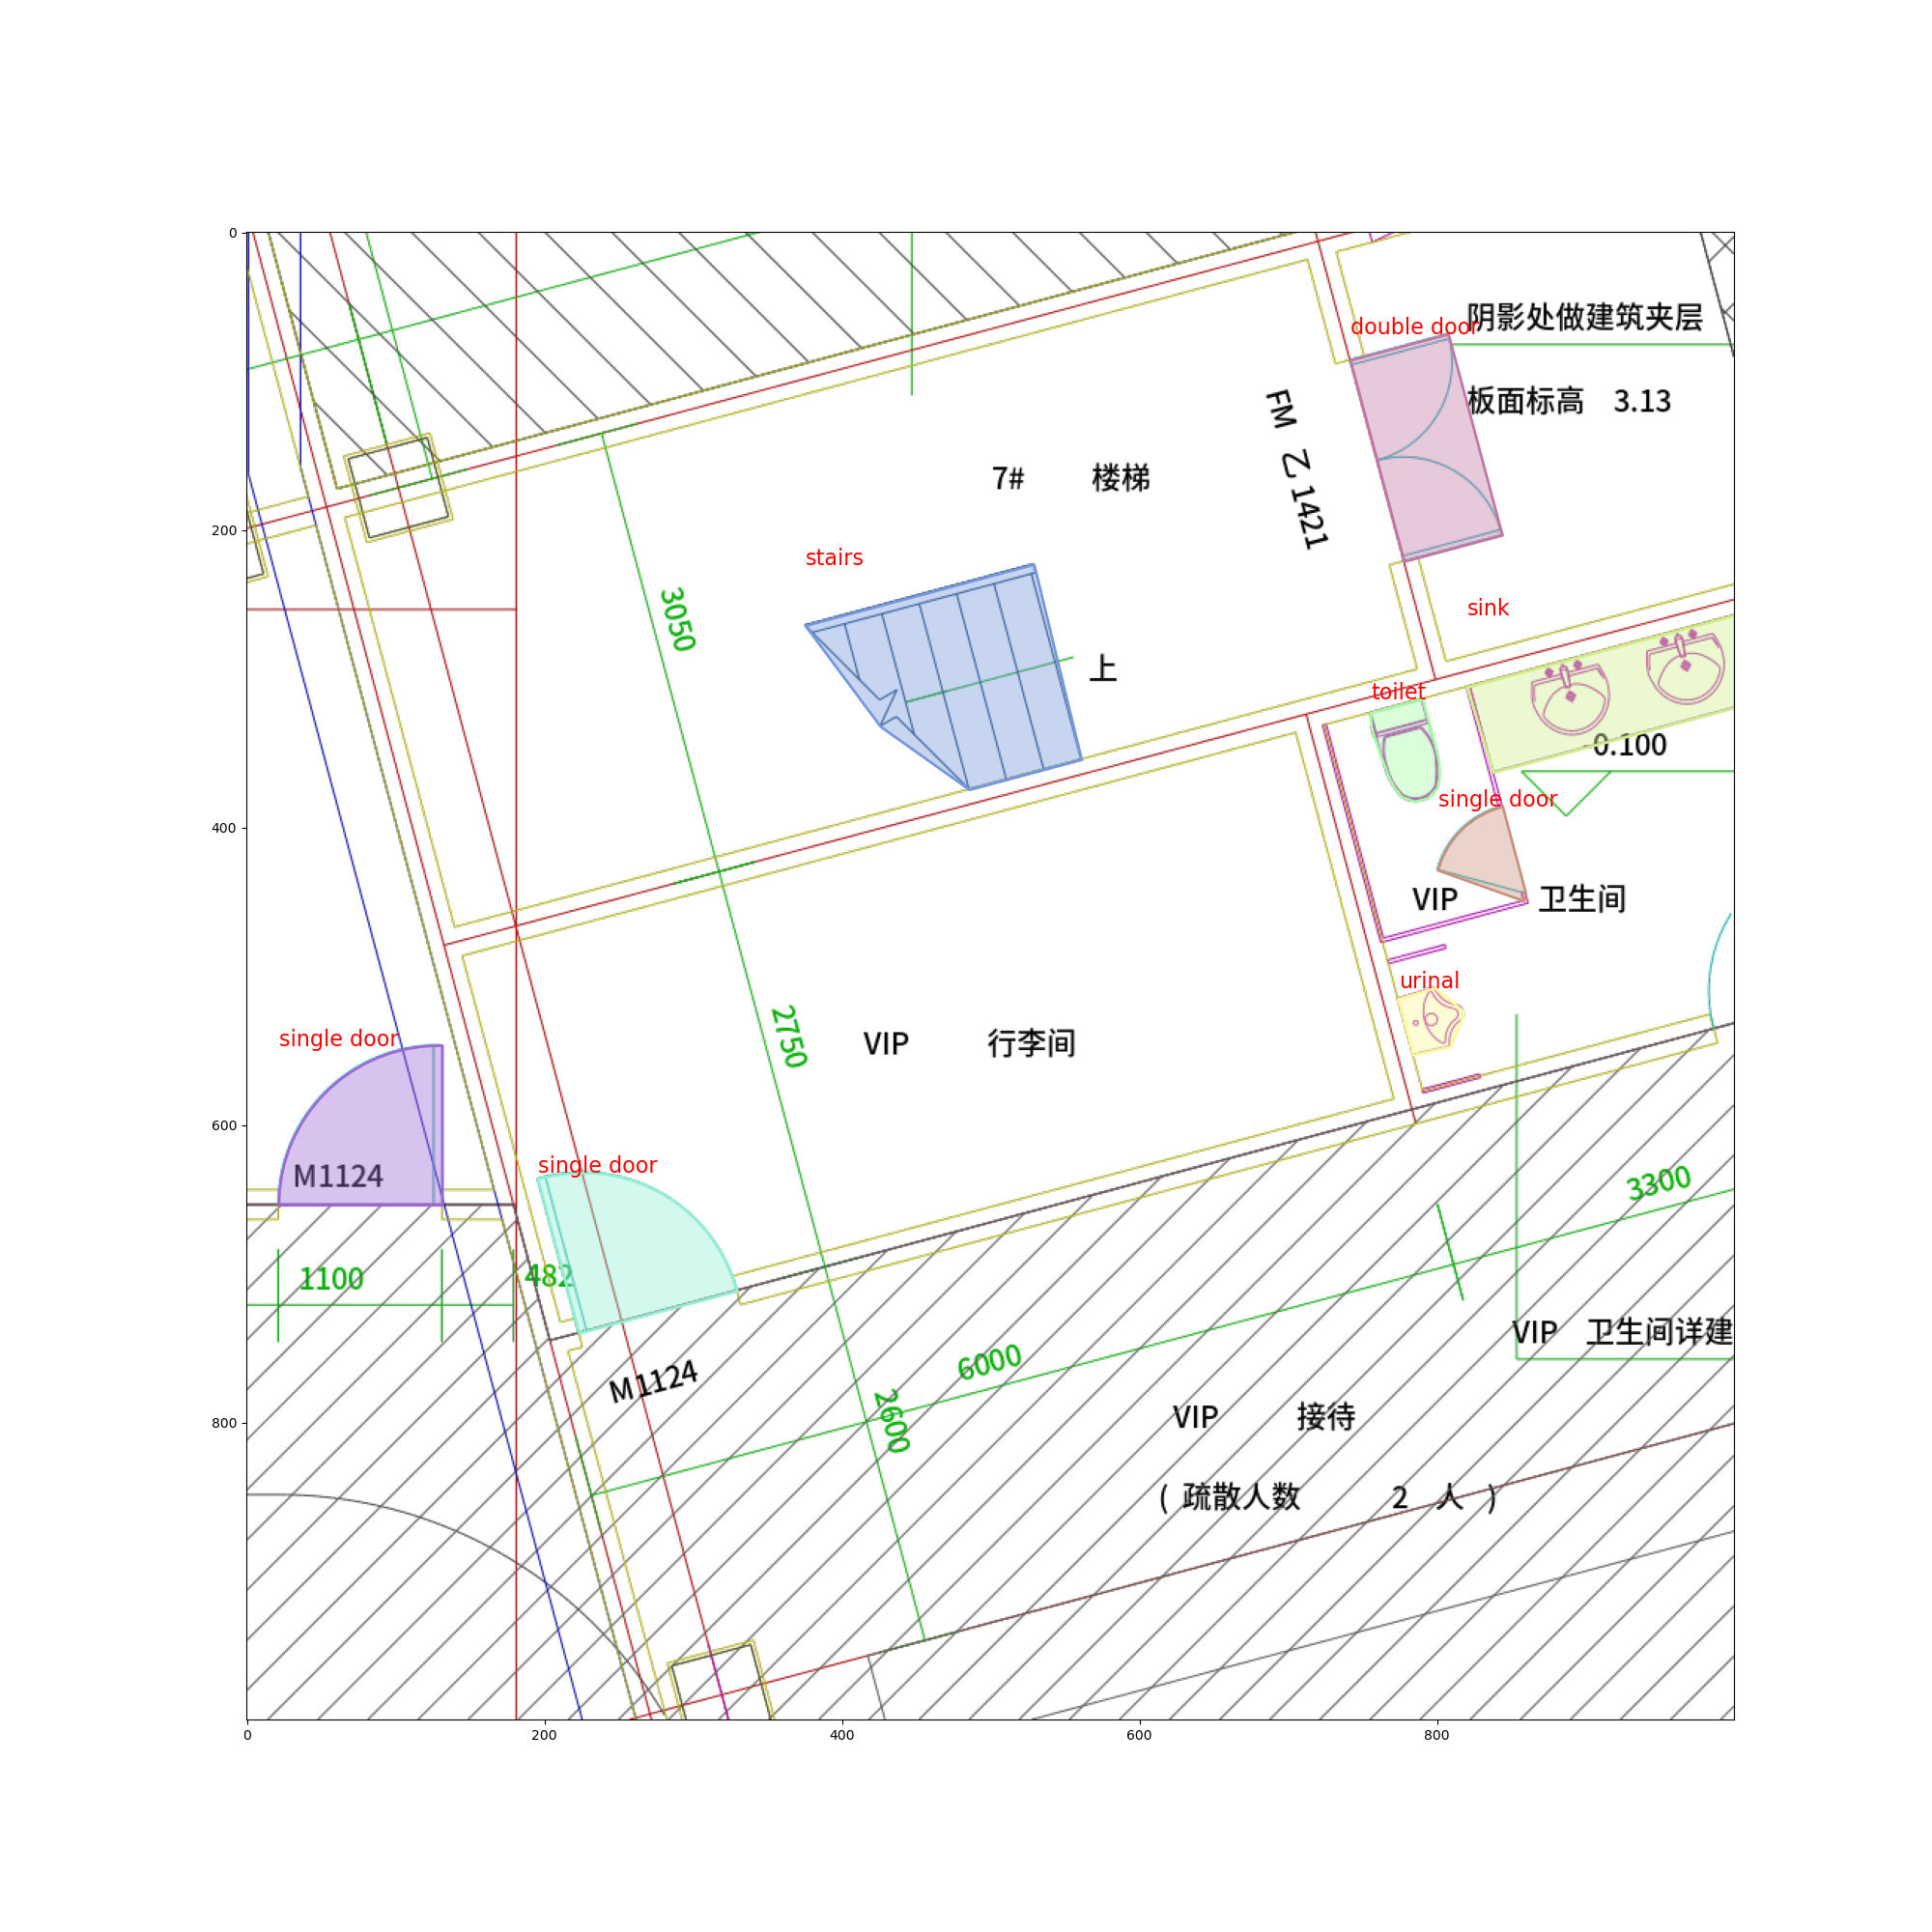 0
阴影处做建筑夹层
double door
板面标高 3.13
FM 乙1421
7# 楼梯
200
stairs
sink
3050
上
toilet
-0.100
single door
400
VIP 卫生间
urinal
2750
VIP 行李间
single door
600
single door
M1124
3300
1100
482
VIP 卫生间详建
6000
M1124
2600
VIP 接待
800
( 疏散人数 2 人 )
0
200
400
600
800